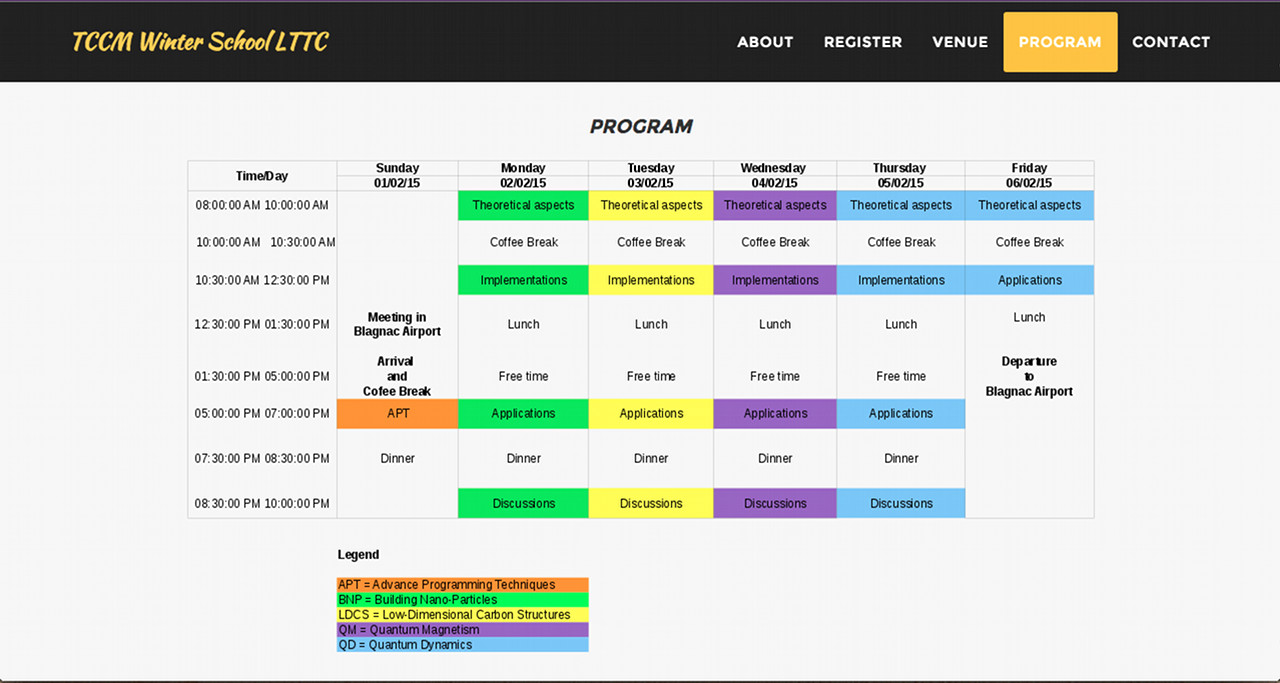 TCCM Winter School LTTC
ABOUT REGISTER VENUE PROGRAM CONTACT
PROGRAM
Time/Day Sunday Monday Tuesday Wednesday Thursday Friday
01/02/15 02/02/15 03/02/15 04/02/15 05/02/15 06/02/15
08:00:00 AM 10:00:00 AM Theoretical aspects Theoretical aspects Theoretical aspects Theoretical aspects Theoretical aspects
10:00:00 AM 10:30:00 AM Coffee Break Coffee Break Coffee Break Coffee Break Coffee Break
10:30:00 AM 12:30:00 PM Implementations Implementations Implementations Implementations Applications
12:30:00 PM 01:30:00 PM Meeting in Blagnac Airport Lunch Lunch Lunch Lunch Lunch
01:30:00 PM 05:00:00 PM Arrival and Cofee Break Free time Free time Free time Free time Departure to Blagnac Airport
05:00:00 PM 07:00:00 PM APT Applications Applications Applications Applications
07:30:00 PM 08:30:00 PM Dinner Dinner Dinner Dinner Dinner
08:30:00 PM 10:00:00 PM Discussions Discussions Discussions Discussions
Legend
APT = Advance Programming Techniques
BNP = Building Nano-Particles
LDCS = Low-Dimensional Carbon Structures
QM = Quantum Magnetism
QD = Quantum Dynamics